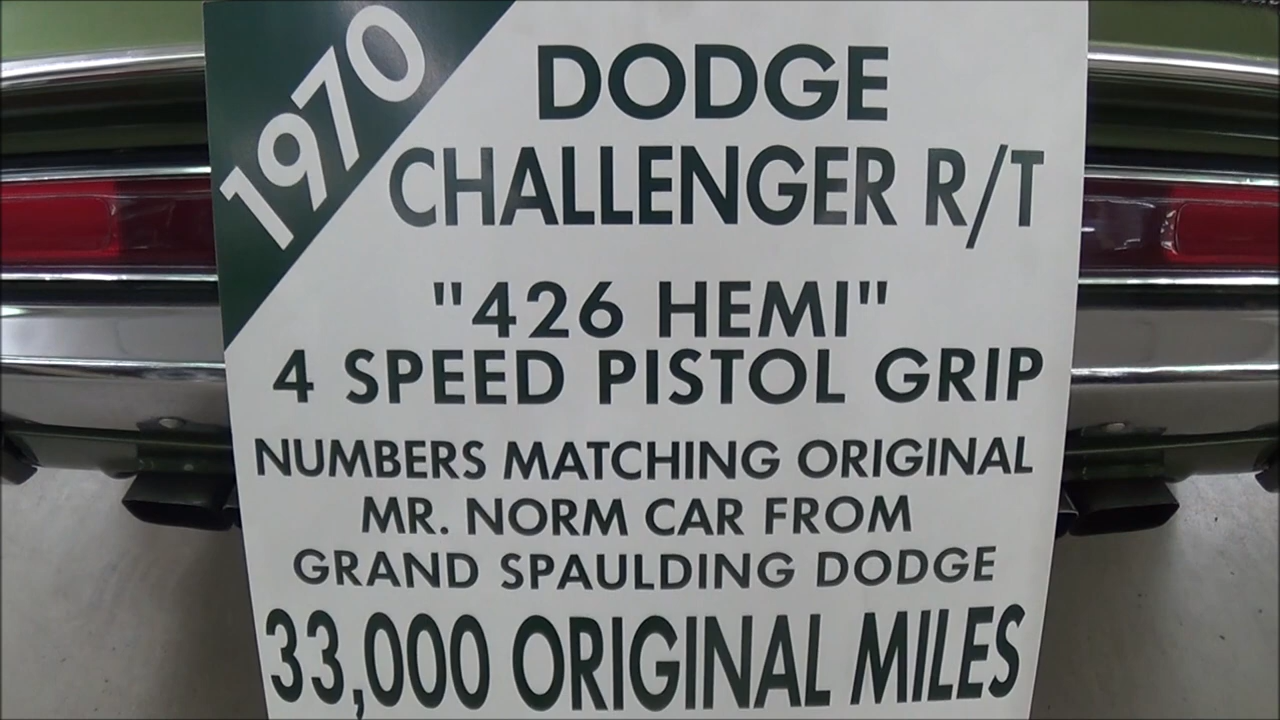 1970
DODGE
CHALLENGER R/T
"426 HEMI"
4 SPEED PISTOL GRIP
NUMBERS MATCHING ORIGINAL
MR. NORM CAR FROM
GRAND SPAULDING DODGE
33,000 ORIGINAL MILES